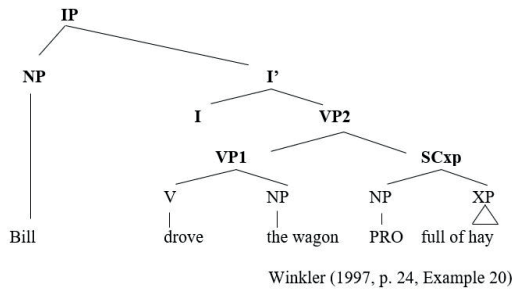 IP
NP I’
I VP2
VP1 SCxp
V NP NP XP
Bill drove the wagon PRO full of hay
Winkler (1997, p. 24, Example 20)